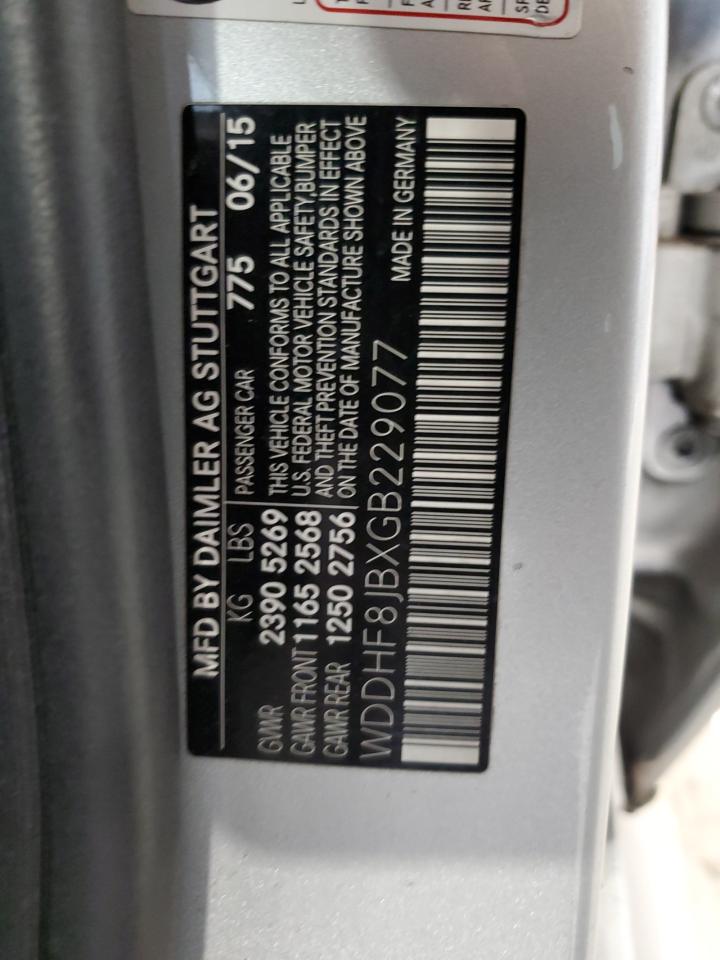 MFD BY DAIMLER AG STUTTGART
KG LBS PASSENGER CAR 775 06/15
GVWR 2390 5269 THIS VEHICLE CONFORMS TO ALL APPLICABLE
GAWR FRONT 1165 2568 U.S. FEDERAL MOTOR VEHICLE SAFETY,BUMPER
GAWR REAR 1250 2756 AND THEFT PREVENTION STANDARDS IN EFFECT
ON THE DATE OF MANUFACTURE SHOWN ABOVE
WDDHF8JBXGB229077 MADE IN GERMANY